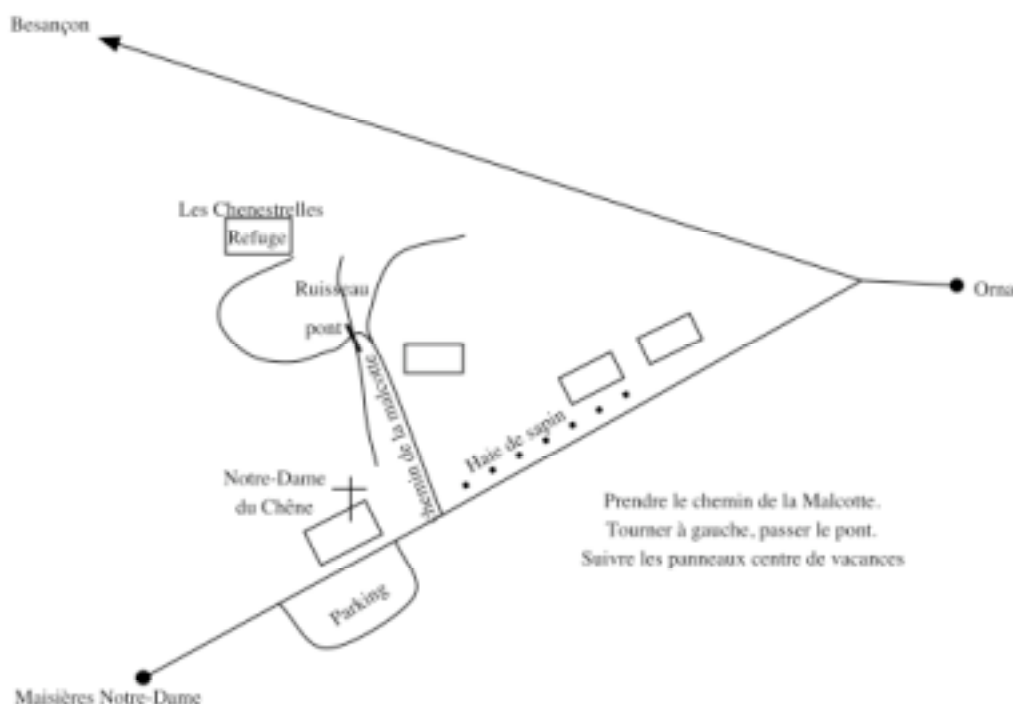 Besançon
Les Chenestrelles
Refuge
Ruisseau
pont
Orna
chemin de la malcotte
Haie de sapin
Notre-Dame
du Chêne
Prendre le chemin de la Malcotte.
Tourner à gauche, passer le pont.
Suivre les panneaux centre de vacances
Parking
Maisières Notre-Dame